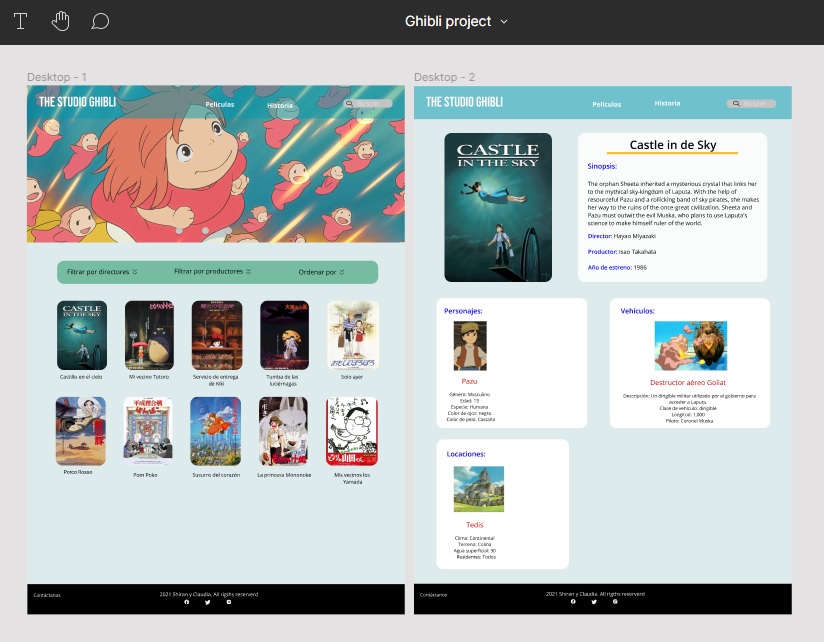 Ghibli project
Desktop - 1
THE STUDIO GHIBLI
Películas
Historia
Buscar
Filtrar por directores
Filtrar por productores
Ordenar por
CASTLE
IN THE SKY
Castillo en el cielo
Mi vecino Totoro
Servicio de entrega
de Kiki
Tumba de las
luciérnagas
Solo ayer
Porco Rosso
Pom Poko
Susurro del corazón
La princesa Mononoke
Mis vecinos los
Yamada
Contáctanos
2021 Shiran y Claudia. All rigths reserverd
Desktop - 2
THE STUDIO GHIBLI
Películas
Historia
Buscar
CASTLE
IN THE SKY
Castle in de Sky
Sinopsis:
The orphan Sheeta inherited a mysterious crystal that links her
to the mythical sky-kingdom of Laputa. With the help of
resourceful Pazu and a rollicking band of sky pirates, she makes
her way to the ruins of the once-great civilization. Sheeta and
Pazu must outwit the evil Muska, who plans to use Laputa's
science to make himself ruler of the world.
Director: Hayao Miyazaki
Productor: Isao Takahata
Año de estreno: 1986
Personajes:
Pazu
Género: Masculino
Edad: 13
Especie: Humana
Color de ojos: negro
Color de pelo: Castaño
Vehículos:
Destructor aéreo Goliat
Descripción: Un dirigible militar utilizado por el gobierno para
acceder a Laputa.
Clase de vehículo: dirigible
Longitud: 1,000
Piloto: Coronel Muska
Locaciones:
Tedis
Clima: Continental
Terreno: Colina
Agua superficial: 30
Residentes: Todos
Contáctanos
2021 Shiran y Claudia. All rigths reserverd